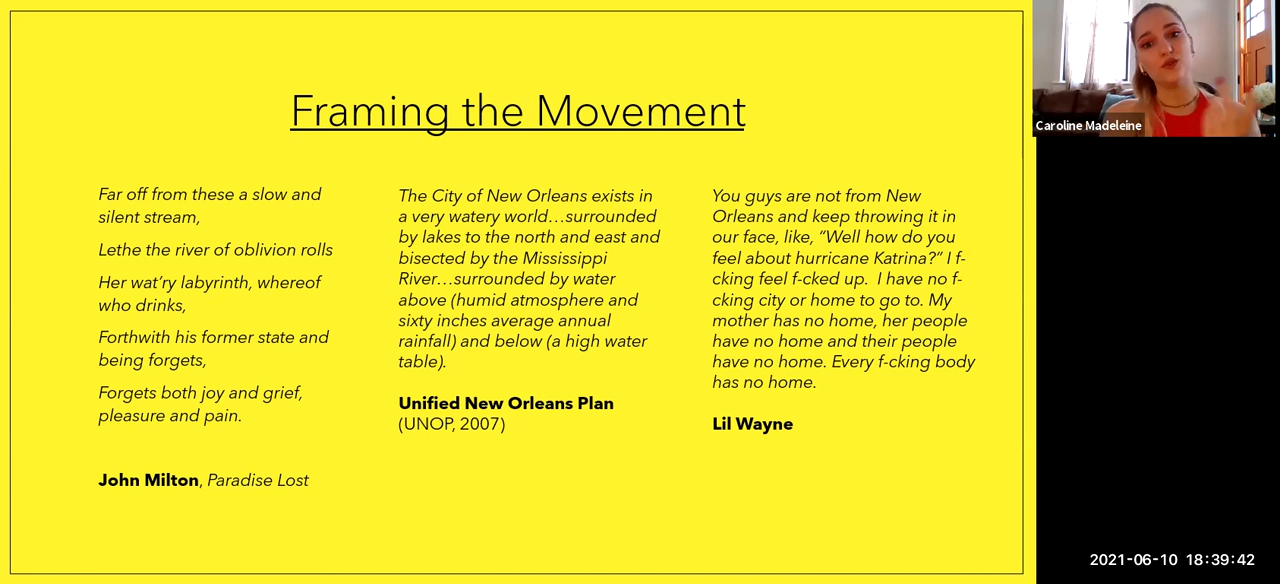 Framing the Movement
Far off from these a slow and
silent stream,
Lethe the river of oblivion rolls
Her wat’ry labyrinth, whereof
who drinks,
Forthwith his former state and
being forgets,
Forgets both joy and grief,
pleasure and pain.
John Milton, Paradise Lost
The City of New Orleans exists in
a very watery world…surrounded
by lakes to the north and east and
bisected by the Mississippi
River…surrounded by water
above (humid atmosphere and
sixty inches average annual
rainfall) and below (a high water
table).
Unified New Orleans Plan
(UNOP, 2007)
You guys are not from New
Orleans and keep throwing it in
our face, like, “Well how do you
feel about hurricane Katrina?” I f-
cking feel f-cked up.  I have no f-
cking city or home to go to. My
mother has no home, her people
have no home and their people
have no home. Every f-cking body
has no home.
Lil Wayne
Caroline Madeleine
2021-06-10 18:39:42